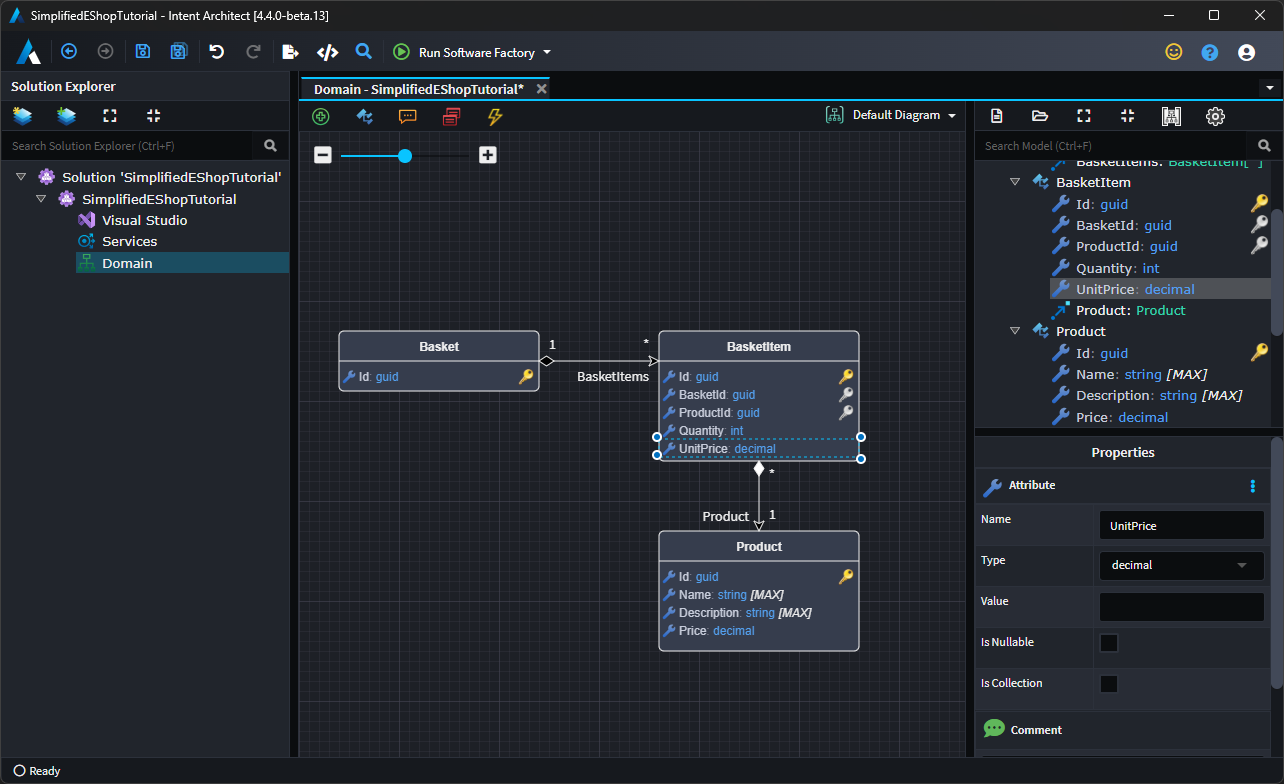 SimplifiedEShopTutorial - Intent Architect [4.4.0-beta.13]
Run Software Factory
Solution Explorer
Search Solution Explorer (Ctrl+F)
Solution 'SimplifiedEShopTutorial'
SimplifiedEShopTutorial
Visual Studio
Services
Domain
Domain - SimplifiedEShopTutorial*
Default Diagram
Basket
Id: guid
1
*
BasketItems
BasketItem
Id: guid
BasketId: guid
ProductId: guid
Quantity: int
UnitPrice: decimal
*
Product
1
Product
Id: guid
Name: string [MAX]
Description: string [MAX]
Price: decimal
Search Model (Ctrl+F)
BasketItems: BasketItem[*]
BasketItem
Id: guid
BasketId: guid
ProductId: guid
Quantity: int
UnitPrice: decimal
Product: Product
Product
Id: guid
Name: string [MAX]
Description: string [MAX]
Price: decimal
Properties
Attribute
Name
UnitPrice
Type
decimal
Value
Is Nullable
Is Collection
Comment
Ready